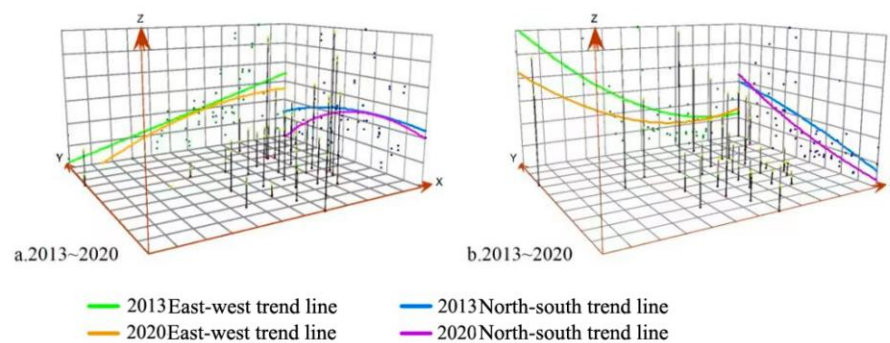 Z
Z
Y
X
Y
a.2013~2020
b.2013~2020
2013East-west trend line
2013North-south trend line
2020East-west trend line
2020North-south trend line